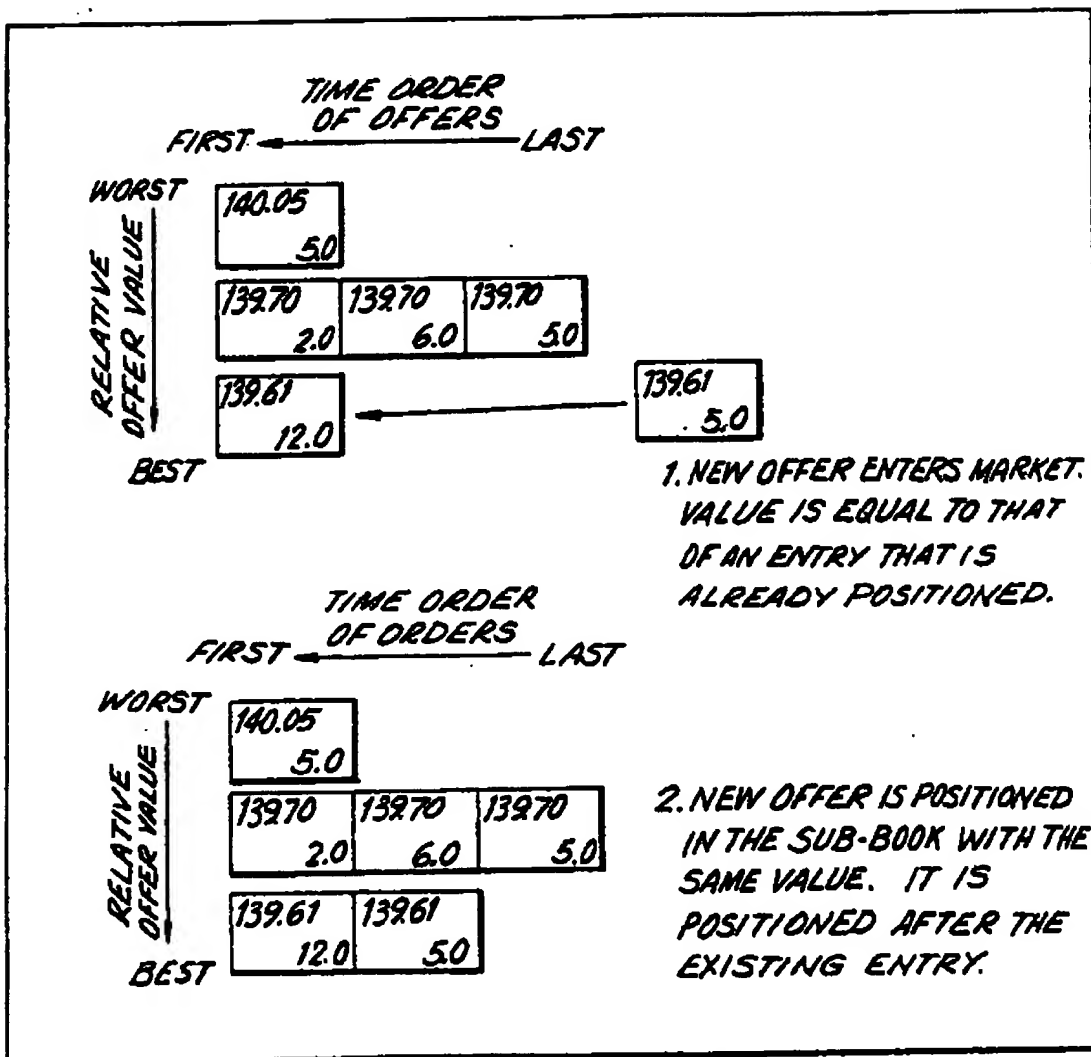 TIME ORDER
OF OFFERS
FIRST LAST
WORST
RELATIVE
OFFER VALUE
BEST
140.05
5.0
139.70 139.70 139.70
2.0 6.0 5.0
139.61 139.61
12.0 5.0
1. NEW OFFER ENTERS MARKET.
VALUE IS EQUAL TO THAT
OF AN ENTRY THAT IS
ALREADY POSITIONED.
TIME ORDER
OF ORDERS
FIRST LAST
WORST
RELATIVE
OFFER VALUE
BEST
140.05
5.0
139.70 139.70 139.70
2.0 6.0 5.0
139.61 139.61
12.0 5.0
2. NEW OFFER IS POSITIONED
IN THE SUB-BOOK WITH THE
SAME VALUE. IT IS
POSITIONED AFTER THE
EXISTING ENTRY.